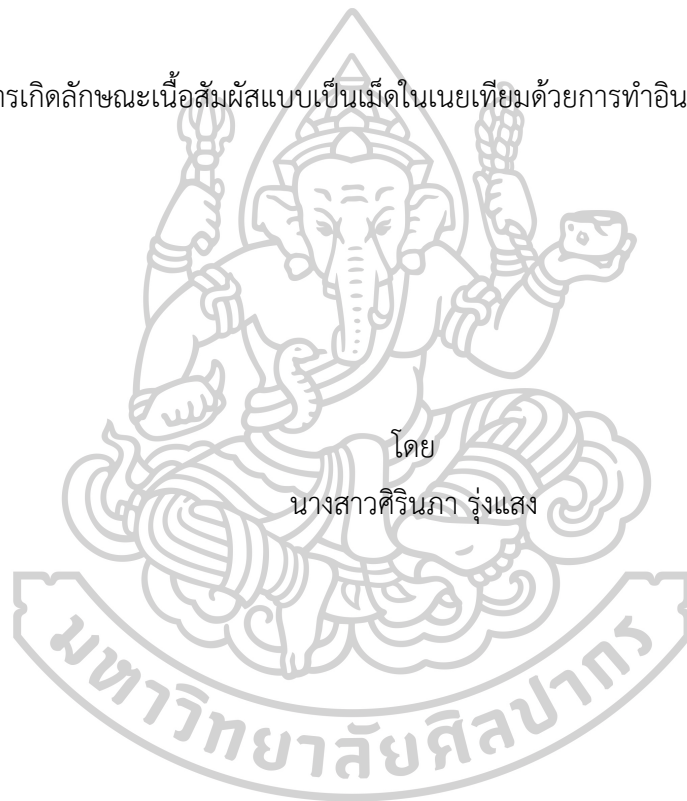 ารเกิดลักษณะเนื้อสัมผัสแบบเป็นเม็ดในเนยเทียมด้วยการทำอิน
โดย
นางสาวศิรินภา รุ่งแสง
มหาวิทยาลัยศิลปากร